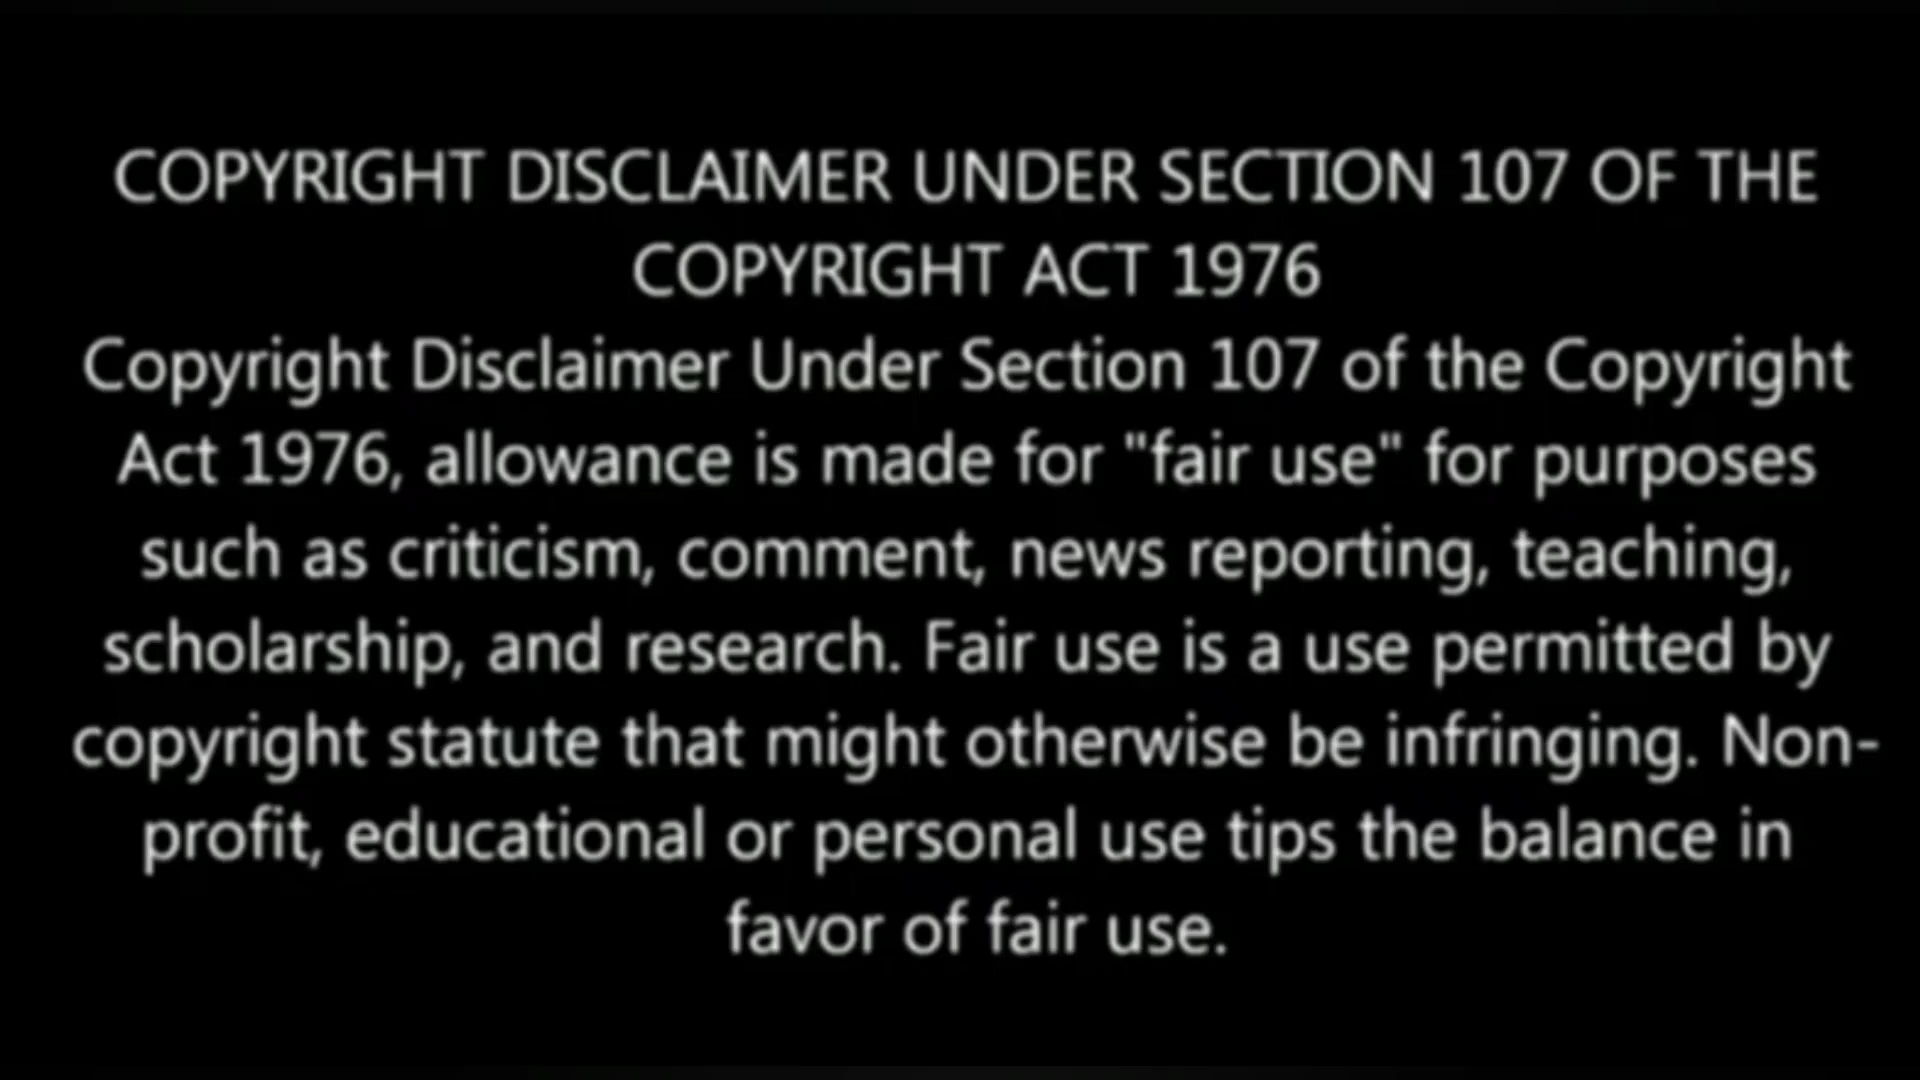 COPYRIGHT DISCLAIMER UNDER SECTION 107 OF THE
COPYRIGHT ACT 1976
Copyright Disclaimer Under Section 107 of the Copyright
Act 1976, allowance is made for "fair use" for purposes
such as criticism, comment, news reporting, teaching,
scholarship, and research. Fair use is a use permitted by
copyright statute that might otherwise be infringing. Non-
profit, educational or personal use tips the balance in
favor of fair use.